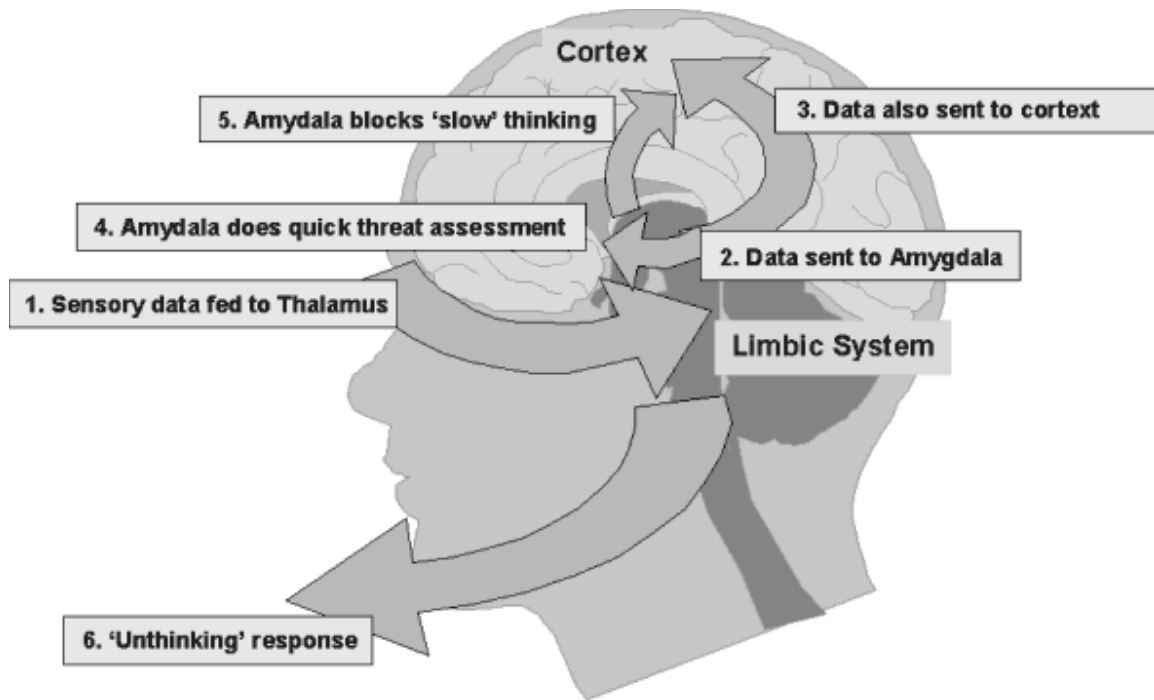 Cortex
5. Amydala blocks ‘slow’ thinking
3. Data also sent to cortext
4. Amydala does quick threat assessment
2. Data sent to Amygdala
1. Sensory data fed to Thalamus
Limbic System
6. ‘Unthinking’ response